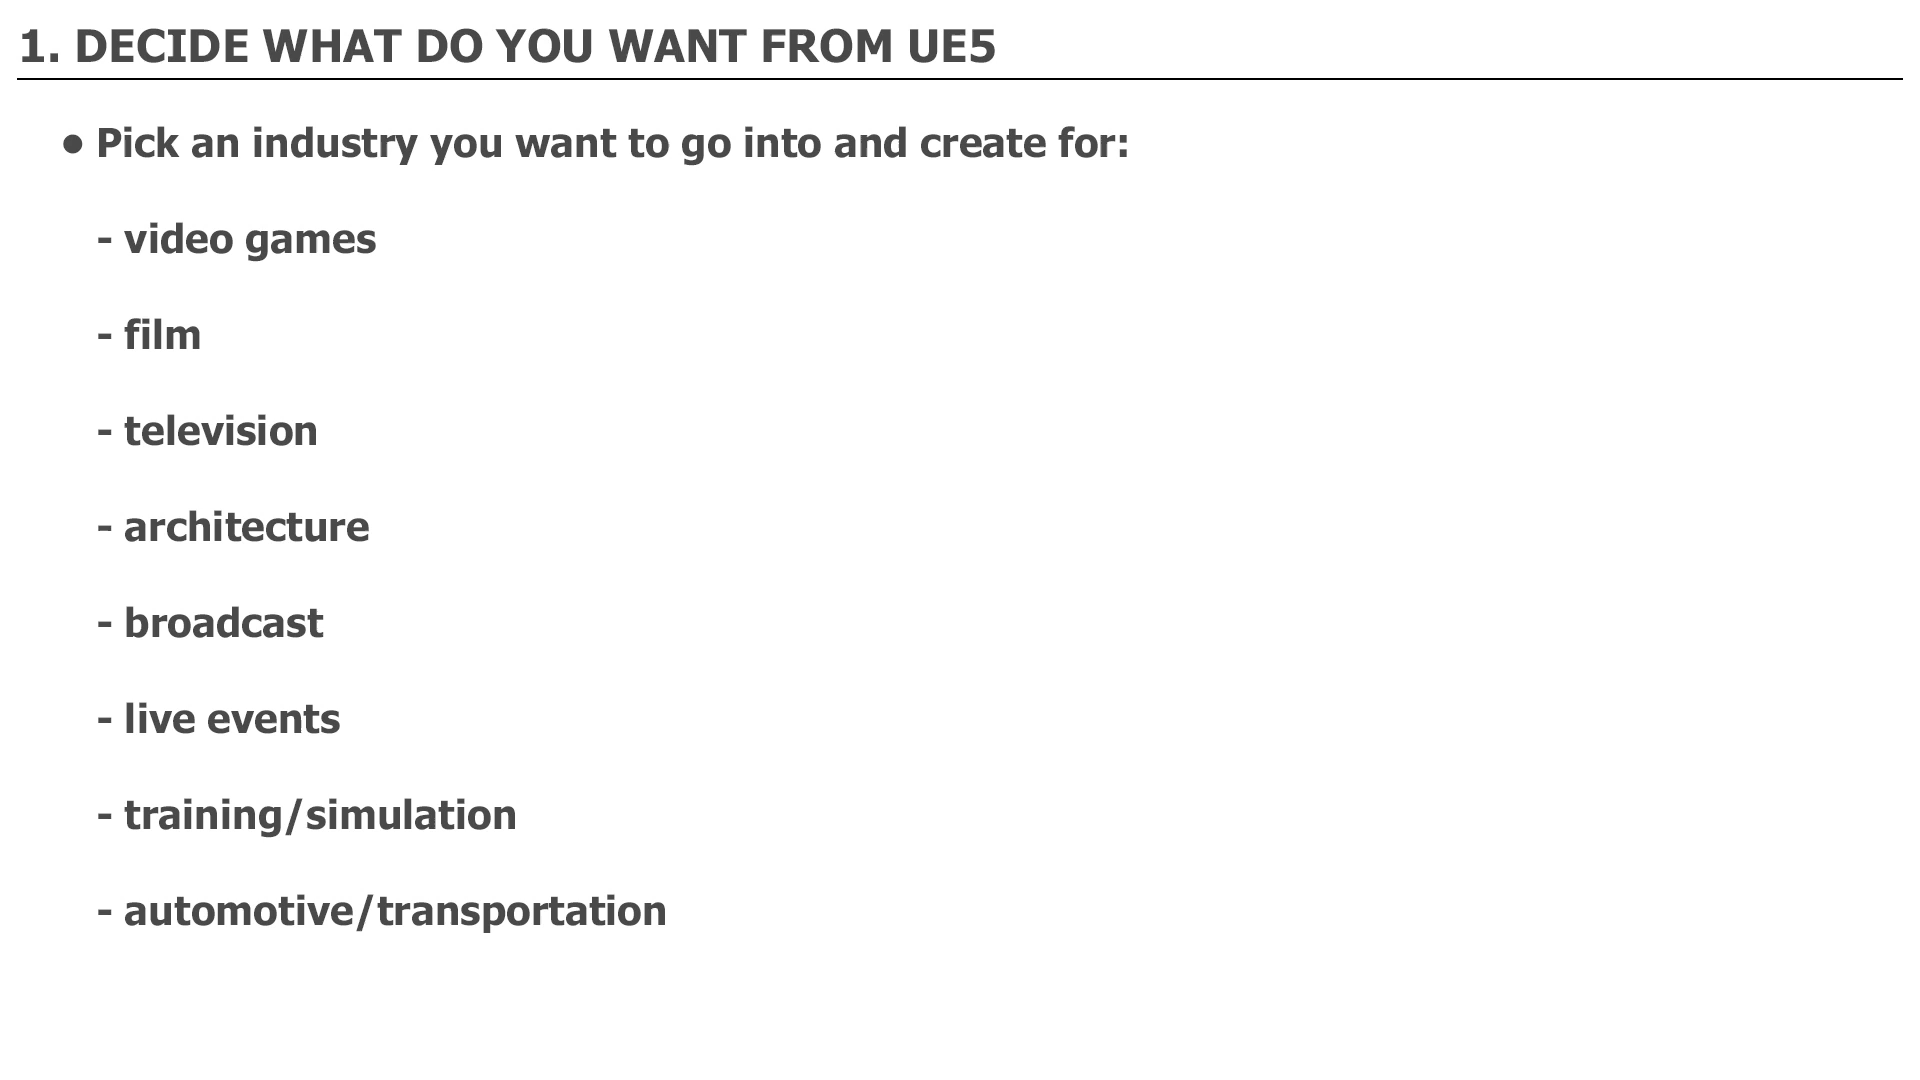 1. DECIDE WHAT DO YOU WANT FROM UE5
• Pick an industry you want to go into and create for:
- video games
- film
- television
- architecture
- broadcast
- live events
- training/simulation
- automotive/transportation